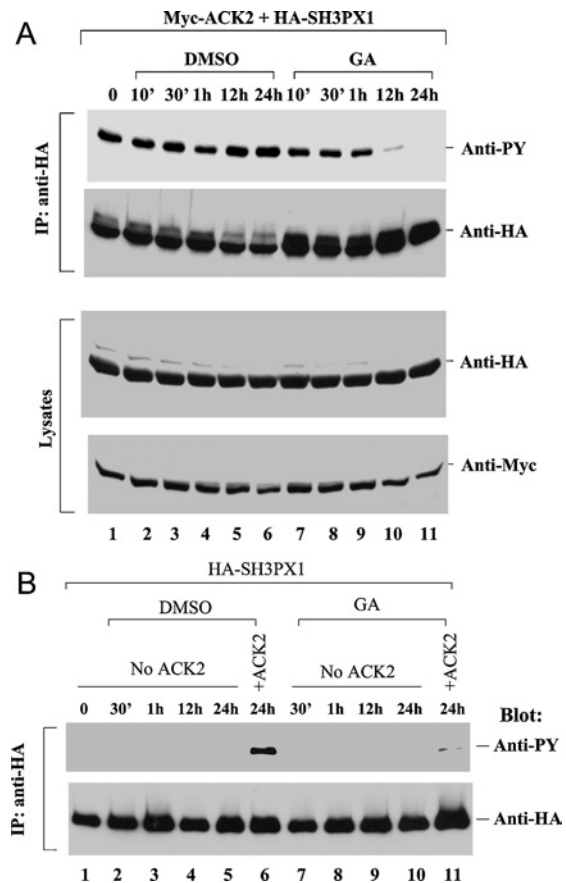 A
Myc-ACK2 + HA-SH3PX1
DMSO GA
0 10’ 30’ 1h 12h 24h 10’ 30’ 1h 12h 24h
IP: anti-HA
Anti-PY
Anti-HA
Lysates
Anti-HA
Anti-Myc
1 2 3 4 5 6 7 8 9 10 11
B
HA-SH3PX1
DMSO GA
No ACK2 +ACK2 No ACK2 +ACK2
0 30’ 1h 12h 24h 24h 30’ 1h 12h 24h 24h Blot:
IP: anti-HA
Anti-PY
Anti-HA
1 2 3 4 5 6 7 8 9 10 11